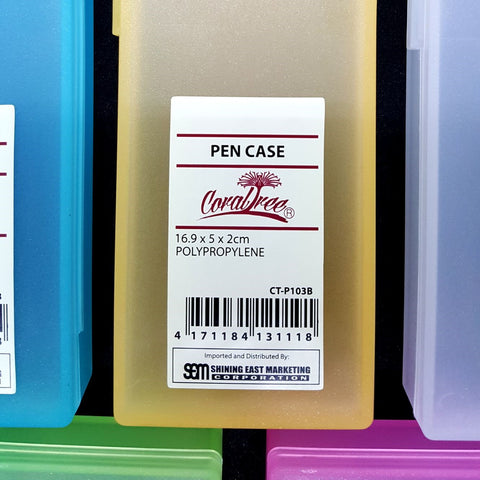 PEN CASE
CoralTree®
16.9 x 5 x 2cm
POLYPROPYLENE
CT-P103B
4 171184 131118
Imported and Distributed By:
SEM SHINING EAST MARKETING
CORPORATION